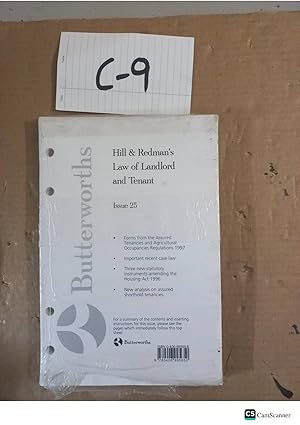 C-9
Butterworths
Hill & Redman's
Law of Landlord
and Tenant
Issue 25
• Forms from the Assured
Tenancies and Agricultural
Occupancies Regulations 1997
• Important recent case law
• Three new statutory
instruments amending the
Housing Act 1996
• New analysis on assured
shorthold tenancies
For a summary of the contents and inserting
instructions for this issue, please see the
pages which immediately follow this top
sheet
Butterworths
CS CamScanner